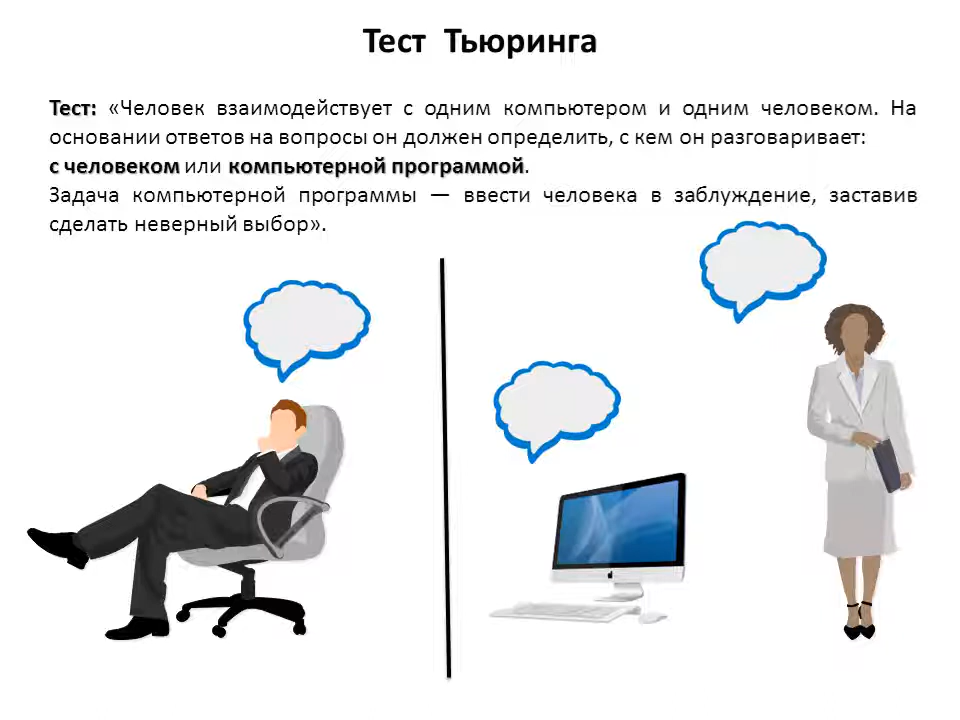 Тест Тьюринга
Тест: «Человек взаимодействует с одним компьютером и одним человеком. На
основании ответов на вопросы он должен определить, с кем он разговаривает:
с человеком или компьютерной программой.
Задача компьютерной программы — ввести человека в заблуждение, заставив
сделать неверный выбор».